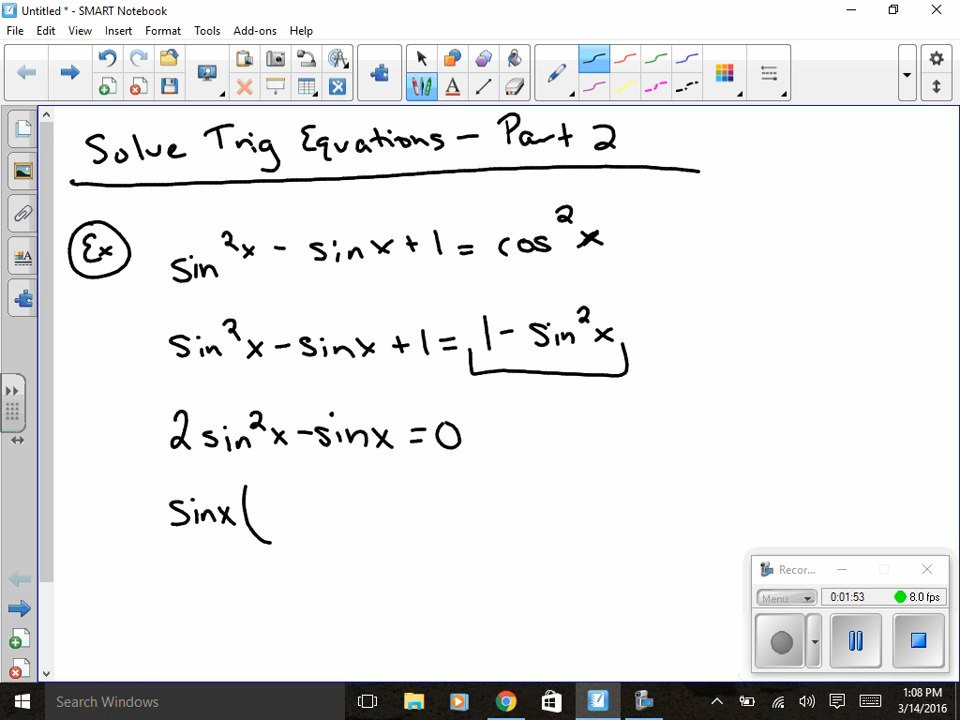 Untitled * - SMART Notebook
File Edit View Insert Format Tools Add-ons Help
Solve Trig Equations - Part 2
Ex
sin²x - sinx + 1 = cos²x
sin²x - sinx + 1 = 1 - sin²x
2 sin²x - sinx = 0
sinx (
Recor...
Menu
0:01:53
8.0 fps
Search Windows
1:08 PM
3/14/2016